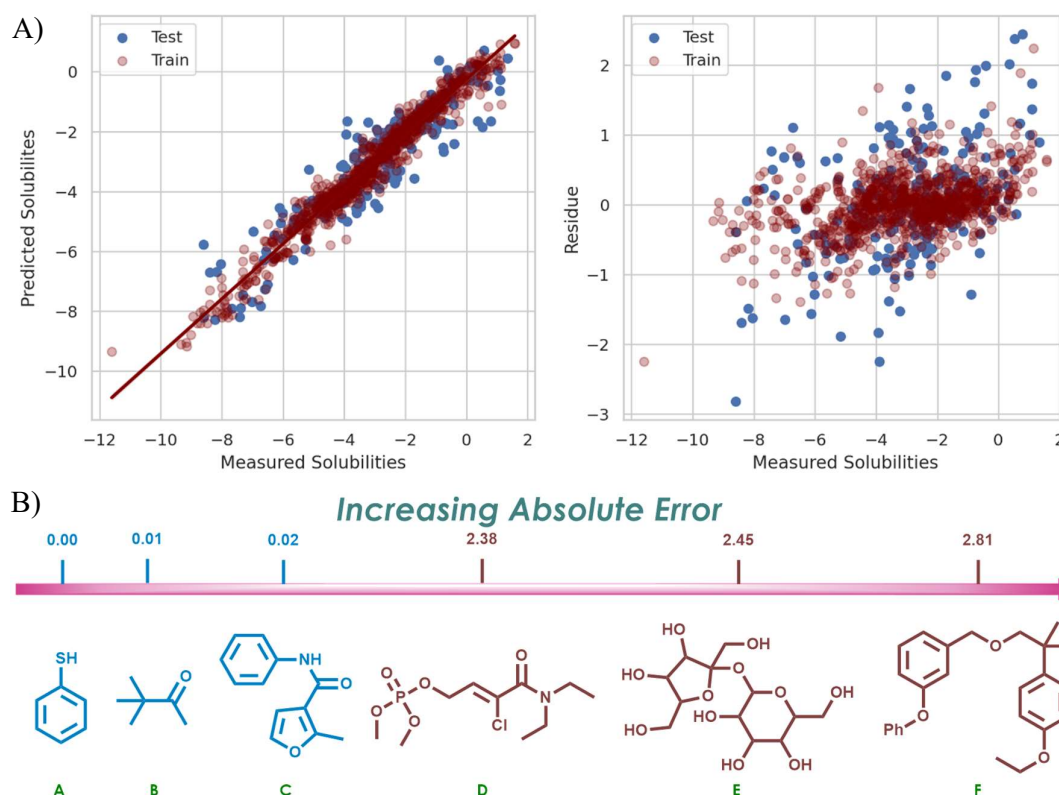 A)
Test
Train
0
−2
−4
−6
−8
−10
Predicted Solubilites
−12 −10 −8 −6 −4 −2 0 2
Measured Solubilities
Test
Train
2
1
0
−1
−2
−3
Residue
−12 −10 −8 −6 −4 −2 0 2
Measured Solubilities
B)
Increasing Absolute Error
0.00 0.01 0.02 2.38 2.45 2.81
SH
O
NH
O
O
O
P
O
O
O
O
Cl
N
HO
HO
HO
HO
O
OH
O
O
HO
OH
OH
OH
O
O
Ph
O
A B C D E F